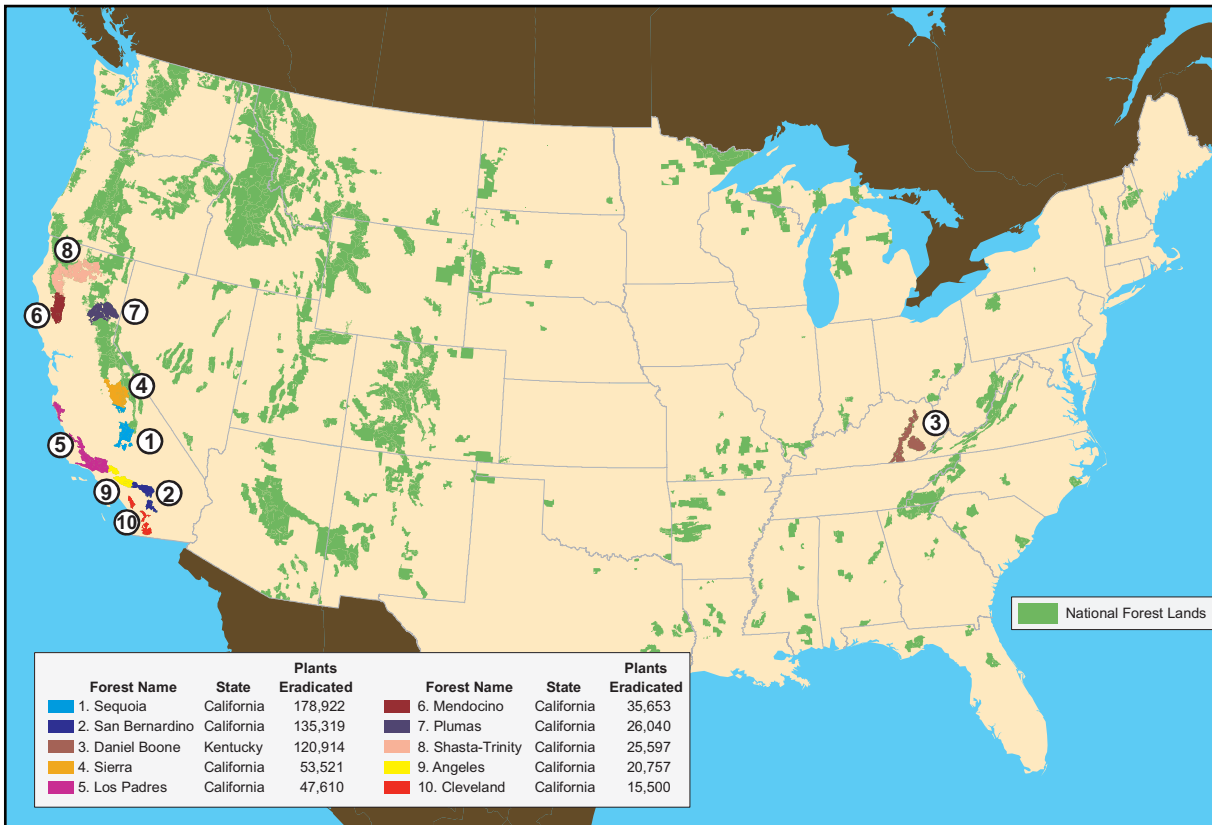 8
6
7
4
5
1
9
2
10
3
National Forest Lands
Plants Plants
Forest Name State Eradicated Forest Name State Eradicated
1. Sequoia California 178,922 6. Mendocino California 35,653
2. San Bernardino California 135,319 7. Plumas California 26,040
3. Daniel Boone Kentucky 120,914 8. Shasta-Trinity California 25,597
4. Sierra California 53,521 9. Angeles California 20,757
5. Los Padres California 47,610 10. Cleveland California 15,500